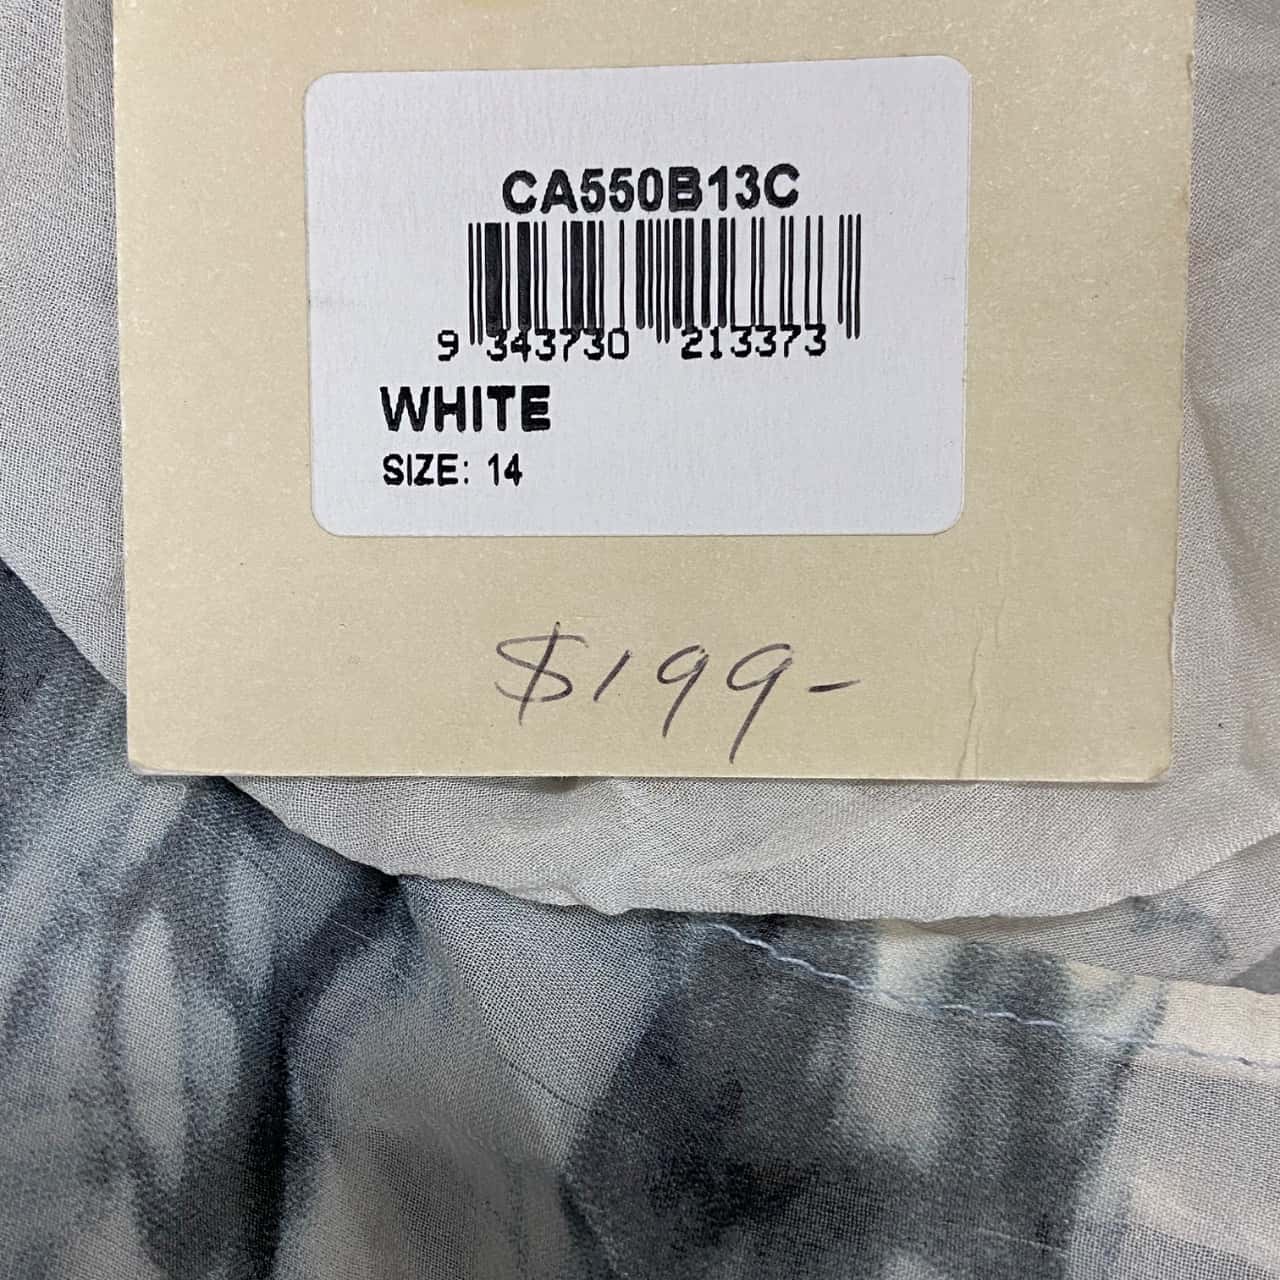 CA550B13C
9 343730 213373
WHITE
SIZE: 14
$199-